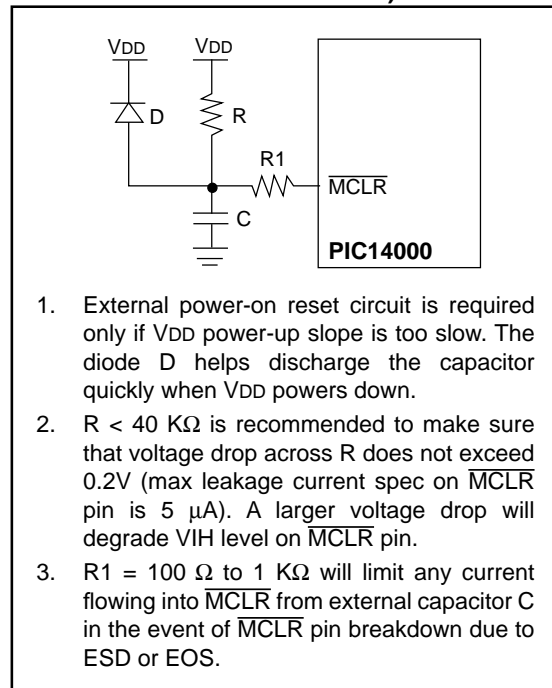 VDD VDD
D R
R1
MCLR
C
PIC14000
1. External power-on reset circuit is required
only if VDD power-up slope is too slow. The
diode D helps discharge the capacitor
quickly when VDD powers down.
2. R < 40 KΩ is recommended to make sure
that voltage drop across R does not exceed
0.2V (max leakage current spec on MCLR
pin is 5 μA). A larger voltage drop will
degrade VIH level on MCLR pin.
3. R1 = 100 Ω to 1 KΩ will limit any current
flowing into MCLR from external capacitor C
in the event of MCLR pin breakdown due to
ESD or EOS.